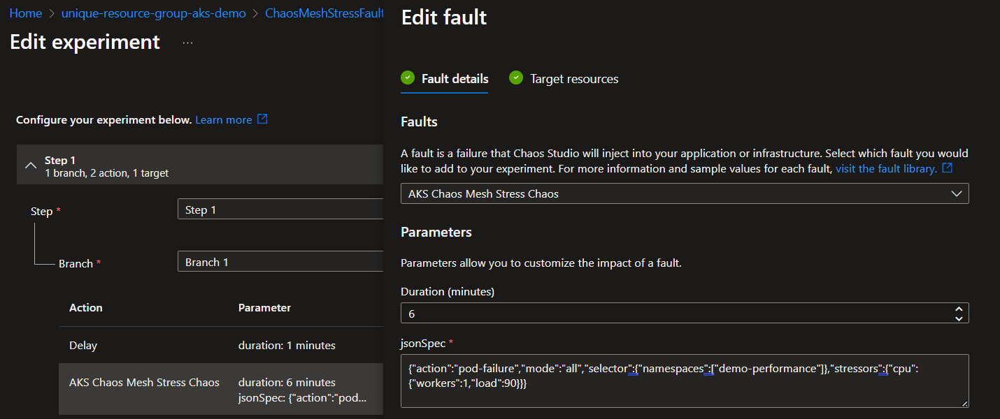 Home > unique-resource-group-aks-demo > ChaosMeshStressFault
Edit experiment ...
Configure your experiment below. Learn more
Step 1
1 branch, 2 action, 1 target
Step * Step 1
Branch * Branch 1
Action Parameter
Delay duration: 1 minutes
AKS Chaos Mesh Stress Chaos duration: 6 minutes
jsonSpec: {"action":"pod...
Edit fault
Fault details Target resources
Faults
A fault is a failure that Chaos Studio will inject into your application or infrastructure. Select which fault you would
like to add to your experiment. For more information and sample values for each fault, visit the fault library.
AKS Chaos Mesh Stress Chaos
Parameters
Parameters allow you to customize the impact of a fault.
Duration (minutes)
6
jsonSpec *
{"action":"pod-failure","mode":"all","selector":{"namespaces":["demo-performance"]},"stressors":{"cpu":
{"workers":1,"load":90}}}